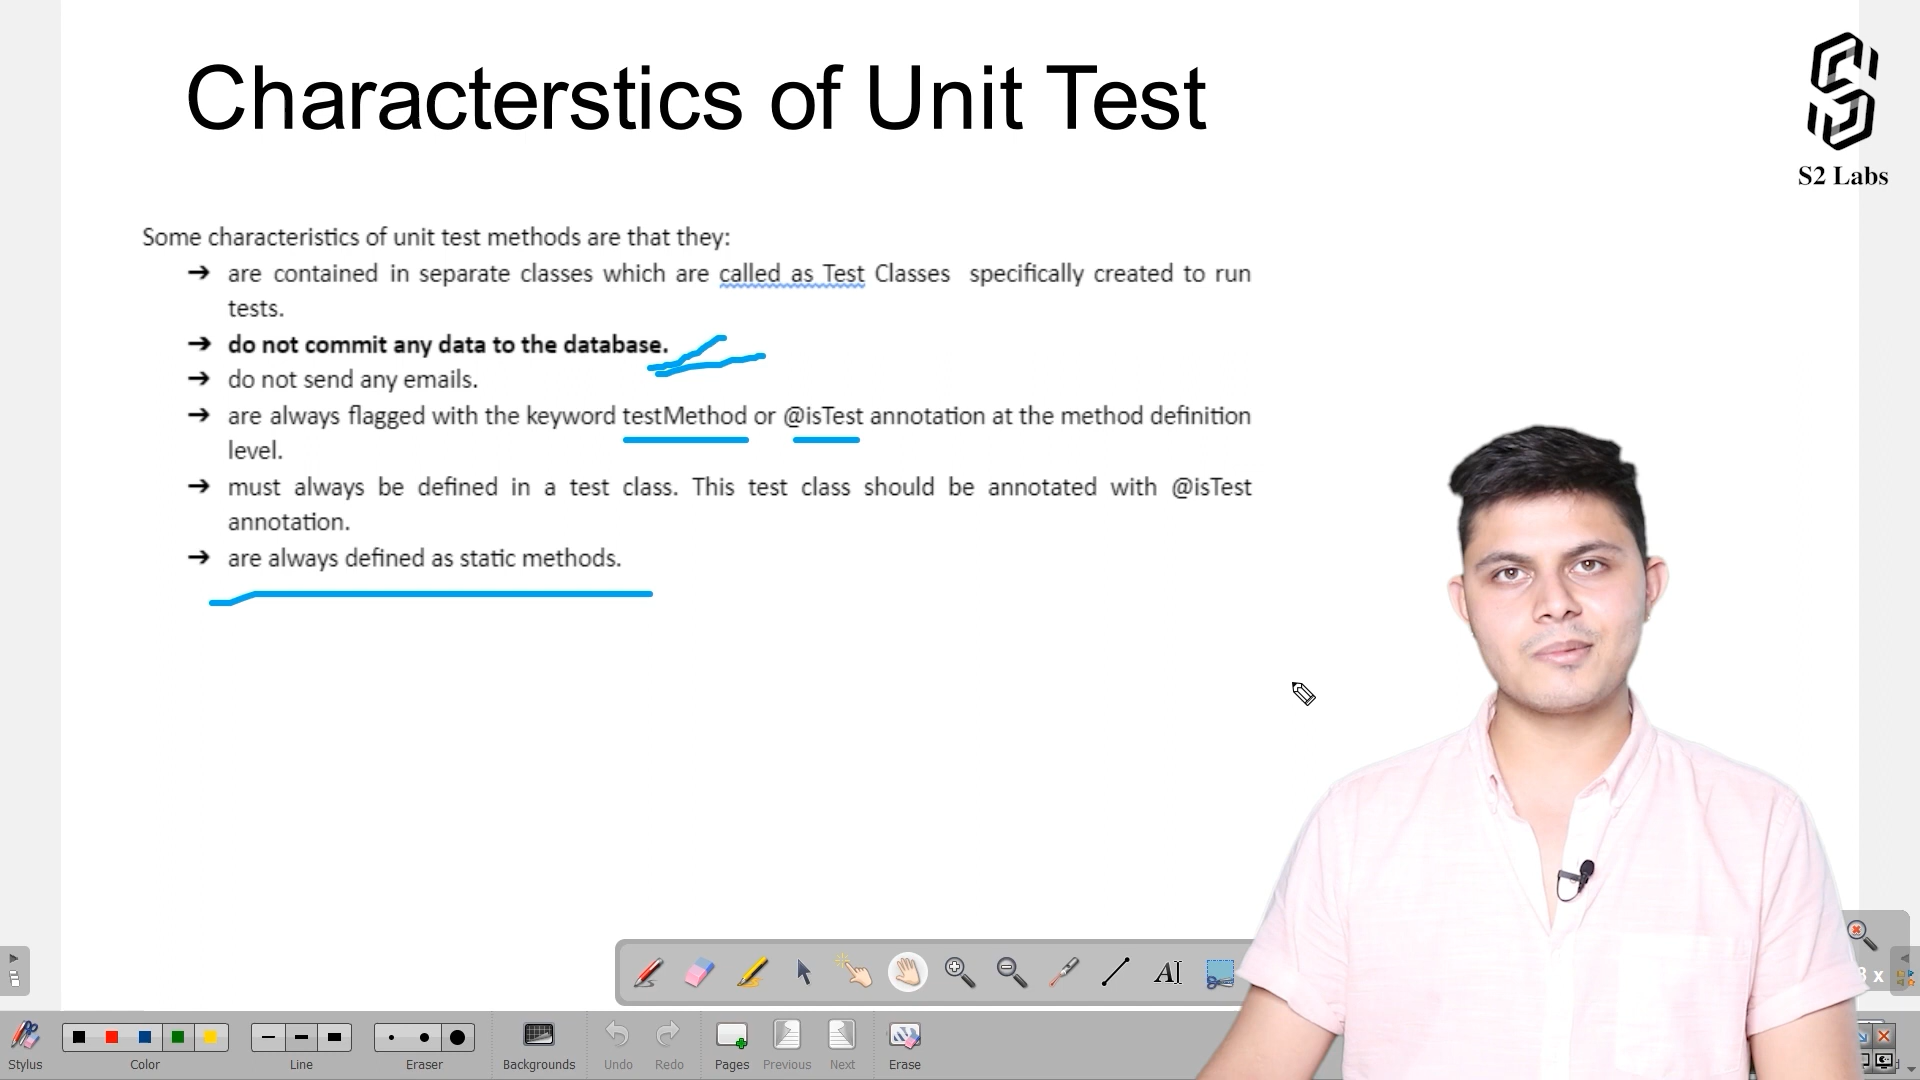 Characterstics of Unit Test
S2 Labs
Some characteristics of unit test methods are that they:
➔ are contained in separate classes which are called as Test Classes specifically created to run
tests.
➔ do not commit any data to the database.
➔ do not send any emails.
➔ are always flagged with the keyword testMethod or @isTest annotation at the method definition
level.
➔ must always be defined in a test class. This test class should be annotated with @isTest
annotation.
➔ are always defined as static methods.
x
Stylus Color Line Eraser Backgrounds Undo Redo Pages Previous Next Erase